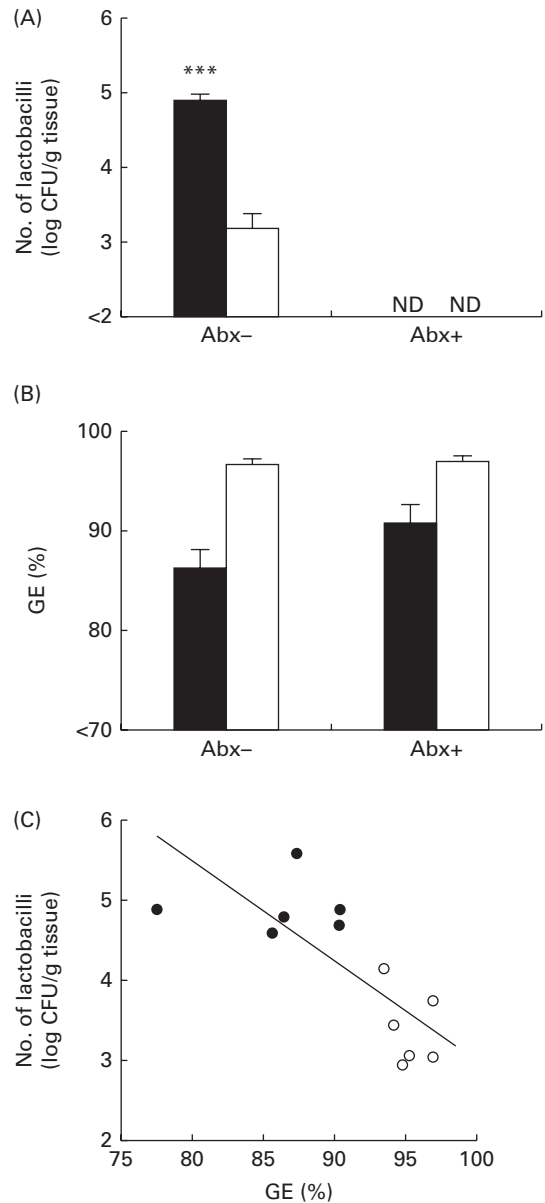 (A)
6
5
4
3
<2
No. of lactobacilli
(log CFU/g tissue)
***
ND ND
Abx– Abx+
(B)
100
90
80
<70
GE (%)
Abx– Abx+
(C)
6
5
4
3
2
No. of lactobacilli
(log CFU/g tissue)
75 80 85 90 95 100
GE (%)